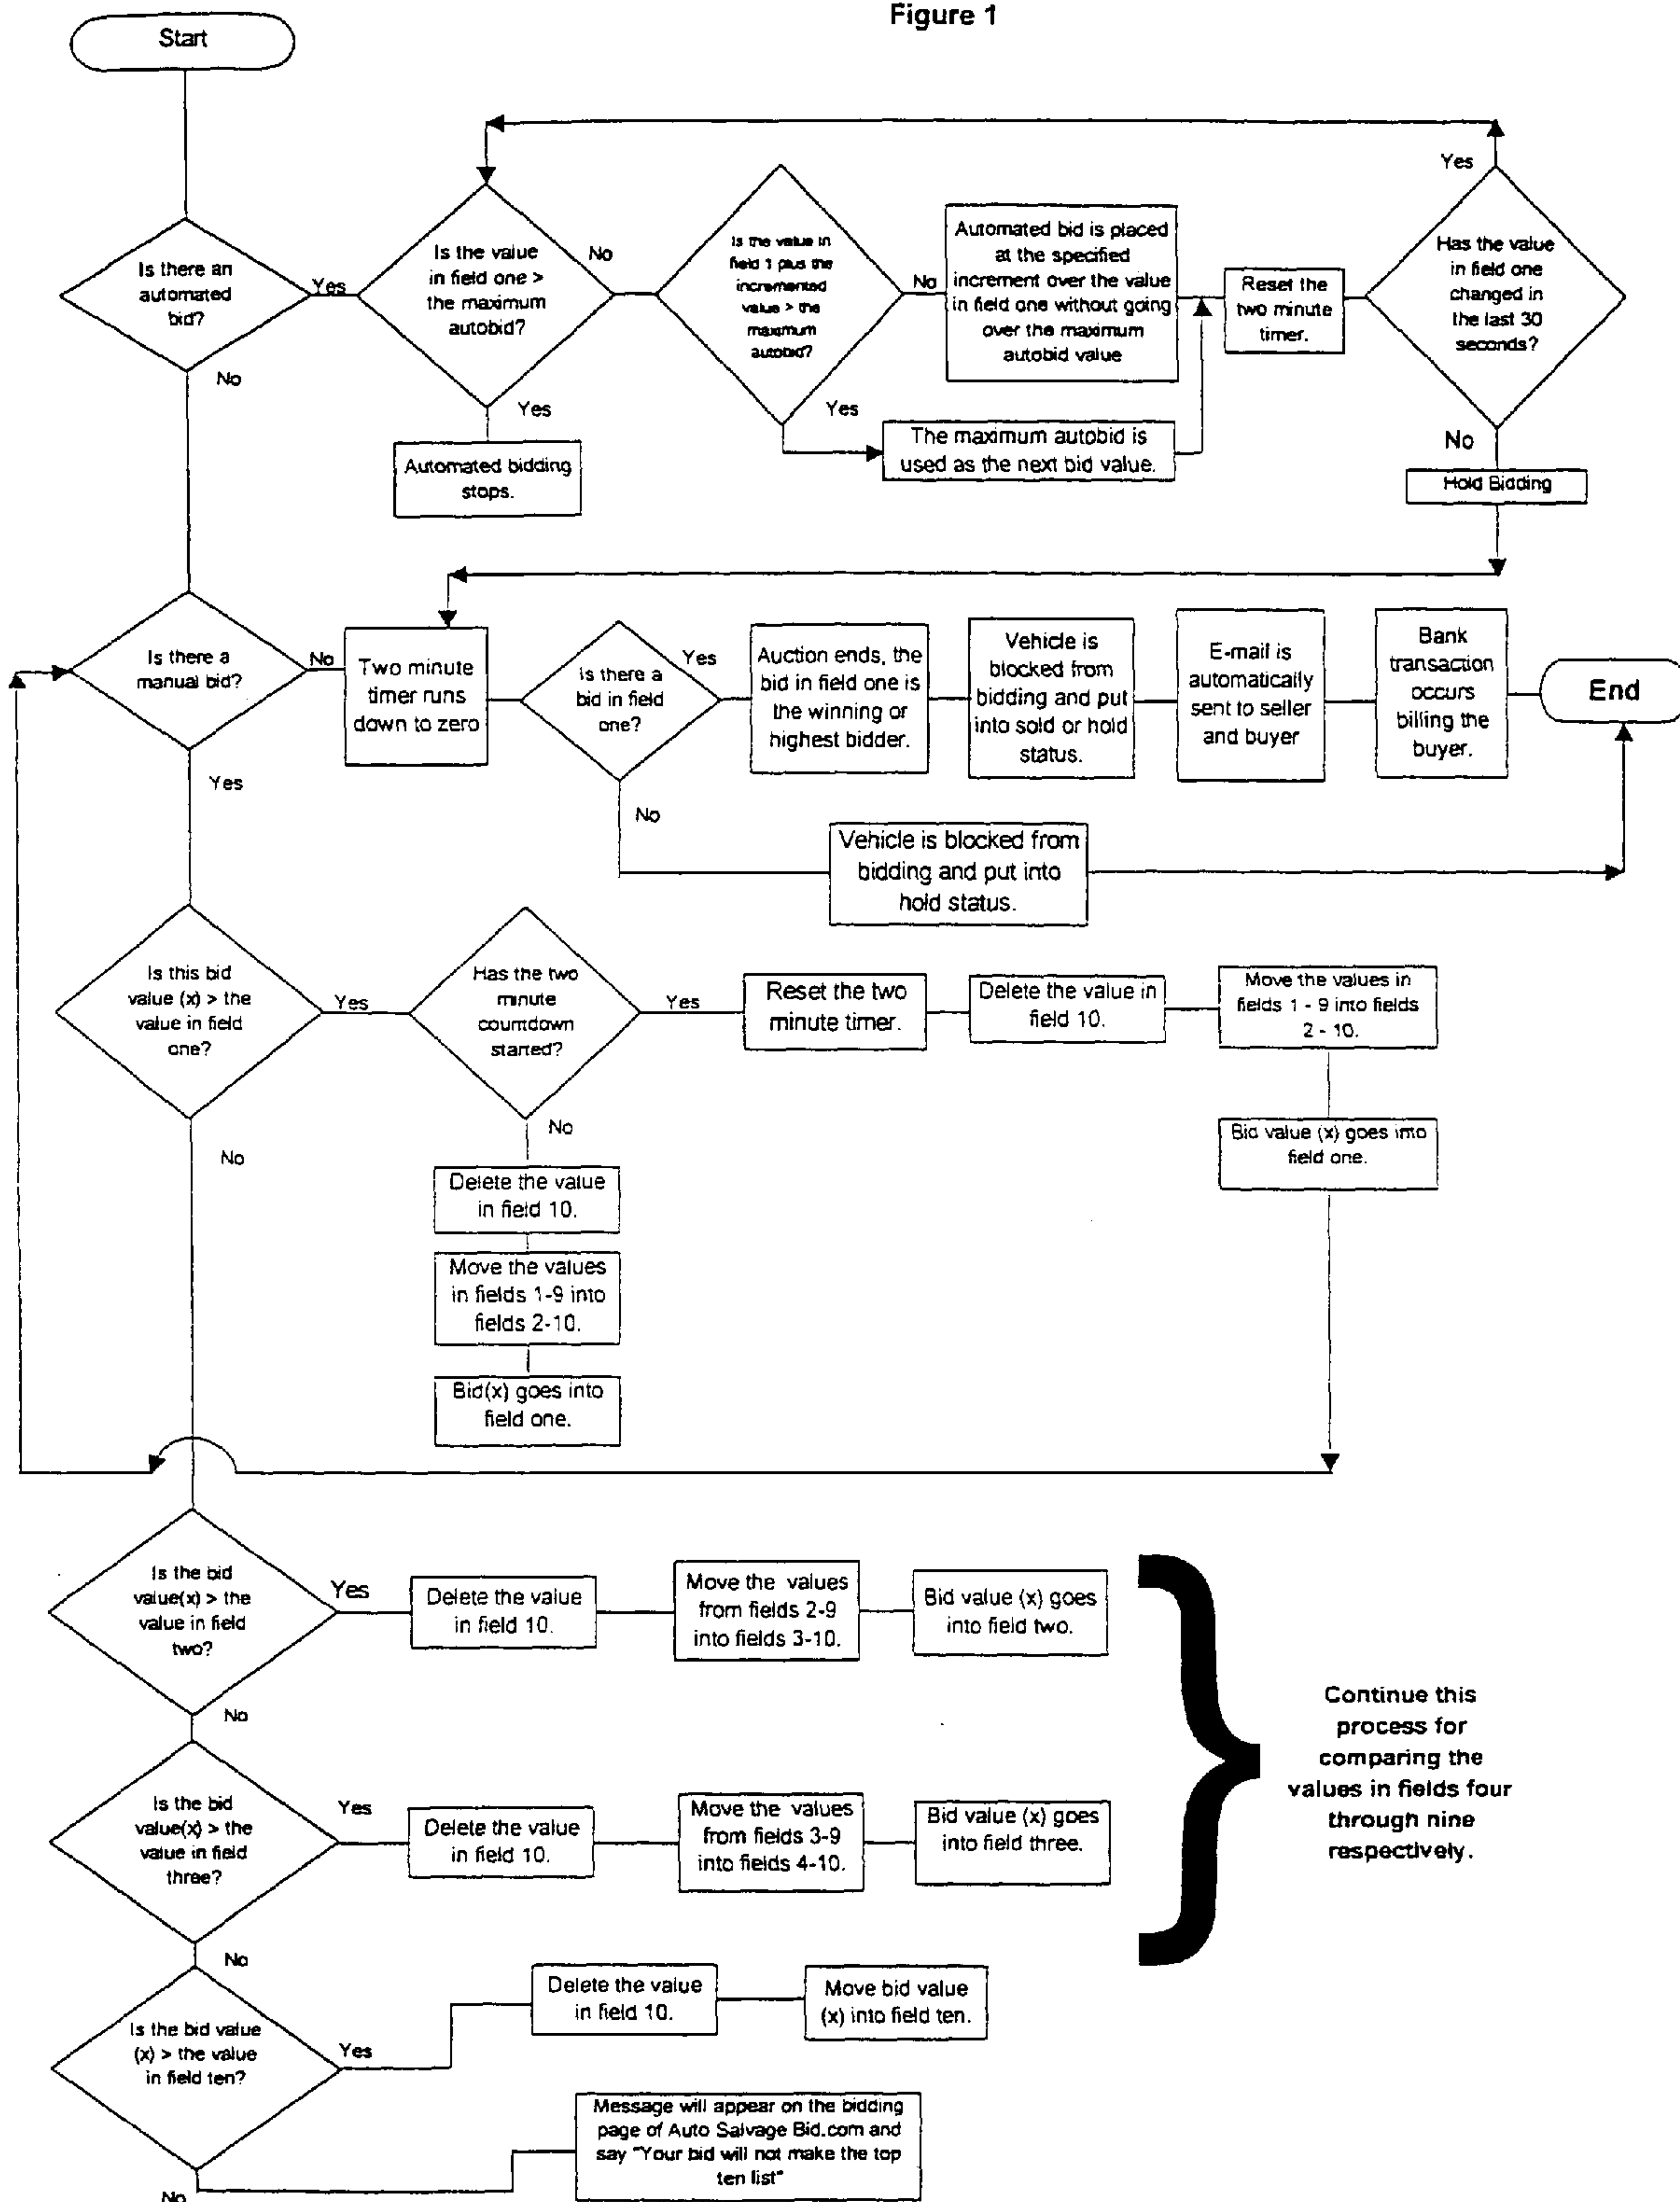 Figure 1
Start
Yes
Is there an
automated
bid?
Yes
No
Is the value
in field one >
the maximum
autobid?
No
Yes
Automated bidding
stops.
Is the value in
field 1 plus the
incremented
value > the
maximum
autobid?
No
Yes
Automated bid is placed
at the specified
increment over the value
in field one without going
over the maximum
autobid value
The maximum autobid is
used as the next bid value.
Reset the
two minute
timer.
Has the value
in field one
changed in
the last 30
seconds?
No
Hold Bidding
Is there a
manual bid?
No
Yes
Two minute
timer runs
down to zero
Is there a
bid in field
one?
Yes
No
Auction ends, the
bid in field one is
the winning or
highest bidder.
Vehicle is
blocked from
bidding and put
into sold or hold
status.
E-mail is
automatically
sent to seller
and buyer
Bank
transaction
occurs
billing the
buyer.
End
Vehicle is blocked from
bidding and put into
hold status.
Is this bid
value (x) > the
value in field
one?
Yes
No
Has the two
minute
countdown
started?
Yes
No
Reset the two
minute timer.
Delete the value in
field 10.
Move the values in
fields 1 - 9 into fields
2 - 10.
Bid value (x) goes into
field one.
Delete the value
in field 10.
Move the values
in fields 1-9 into
fields 2-10.
Bid(x) goes into
field one.
Is the bid
value(x) > the
value in field
two?
Yes
No
Delete the value
in field 10.
Move the values
from fields 2-9
into fields 3-10.
Bid value (x) goes
into field two.
Is the bid
value(x) > the
value in field
three?
Yes
No
Delete the value
in field 10.
Move the values
from fields 3-9
into fields 4-10.
Bid value (x) goes
into field three.
Continue this
process for
comparing the
values in fields four
through nine
respectively.
Is the bid value
(x) > the value
in field ten?
Yes
No
Delete the value
in field 10.
Move bid value
(x) into field ten.
Message will appear on the bidding
page of Auto Salvage Bid.com and
say "Your bid will not make the top
ten list"